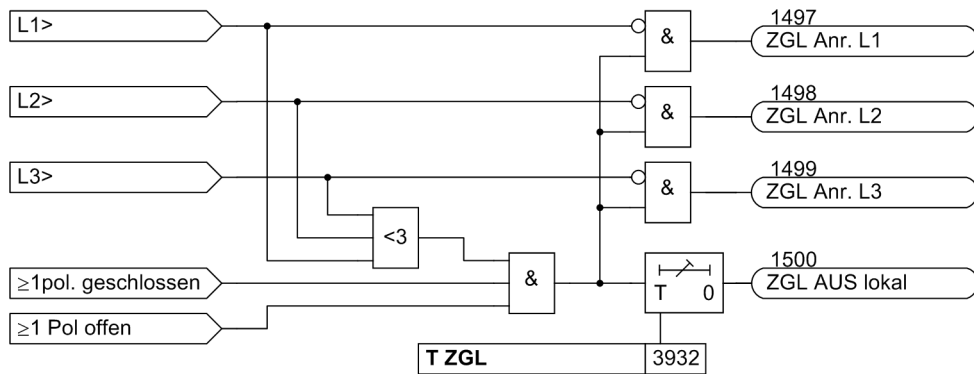 L1>
&
1497
ZGL Anr. L1
L2>
&
1498
ZGL Anr. L2
L3>
&
1499
ZGL Anr. L3
<3
≥1pol. geschlossen
&
T 0
1500
ZGL AUS lokal
≥1 Pol offen
T ZGL 3932